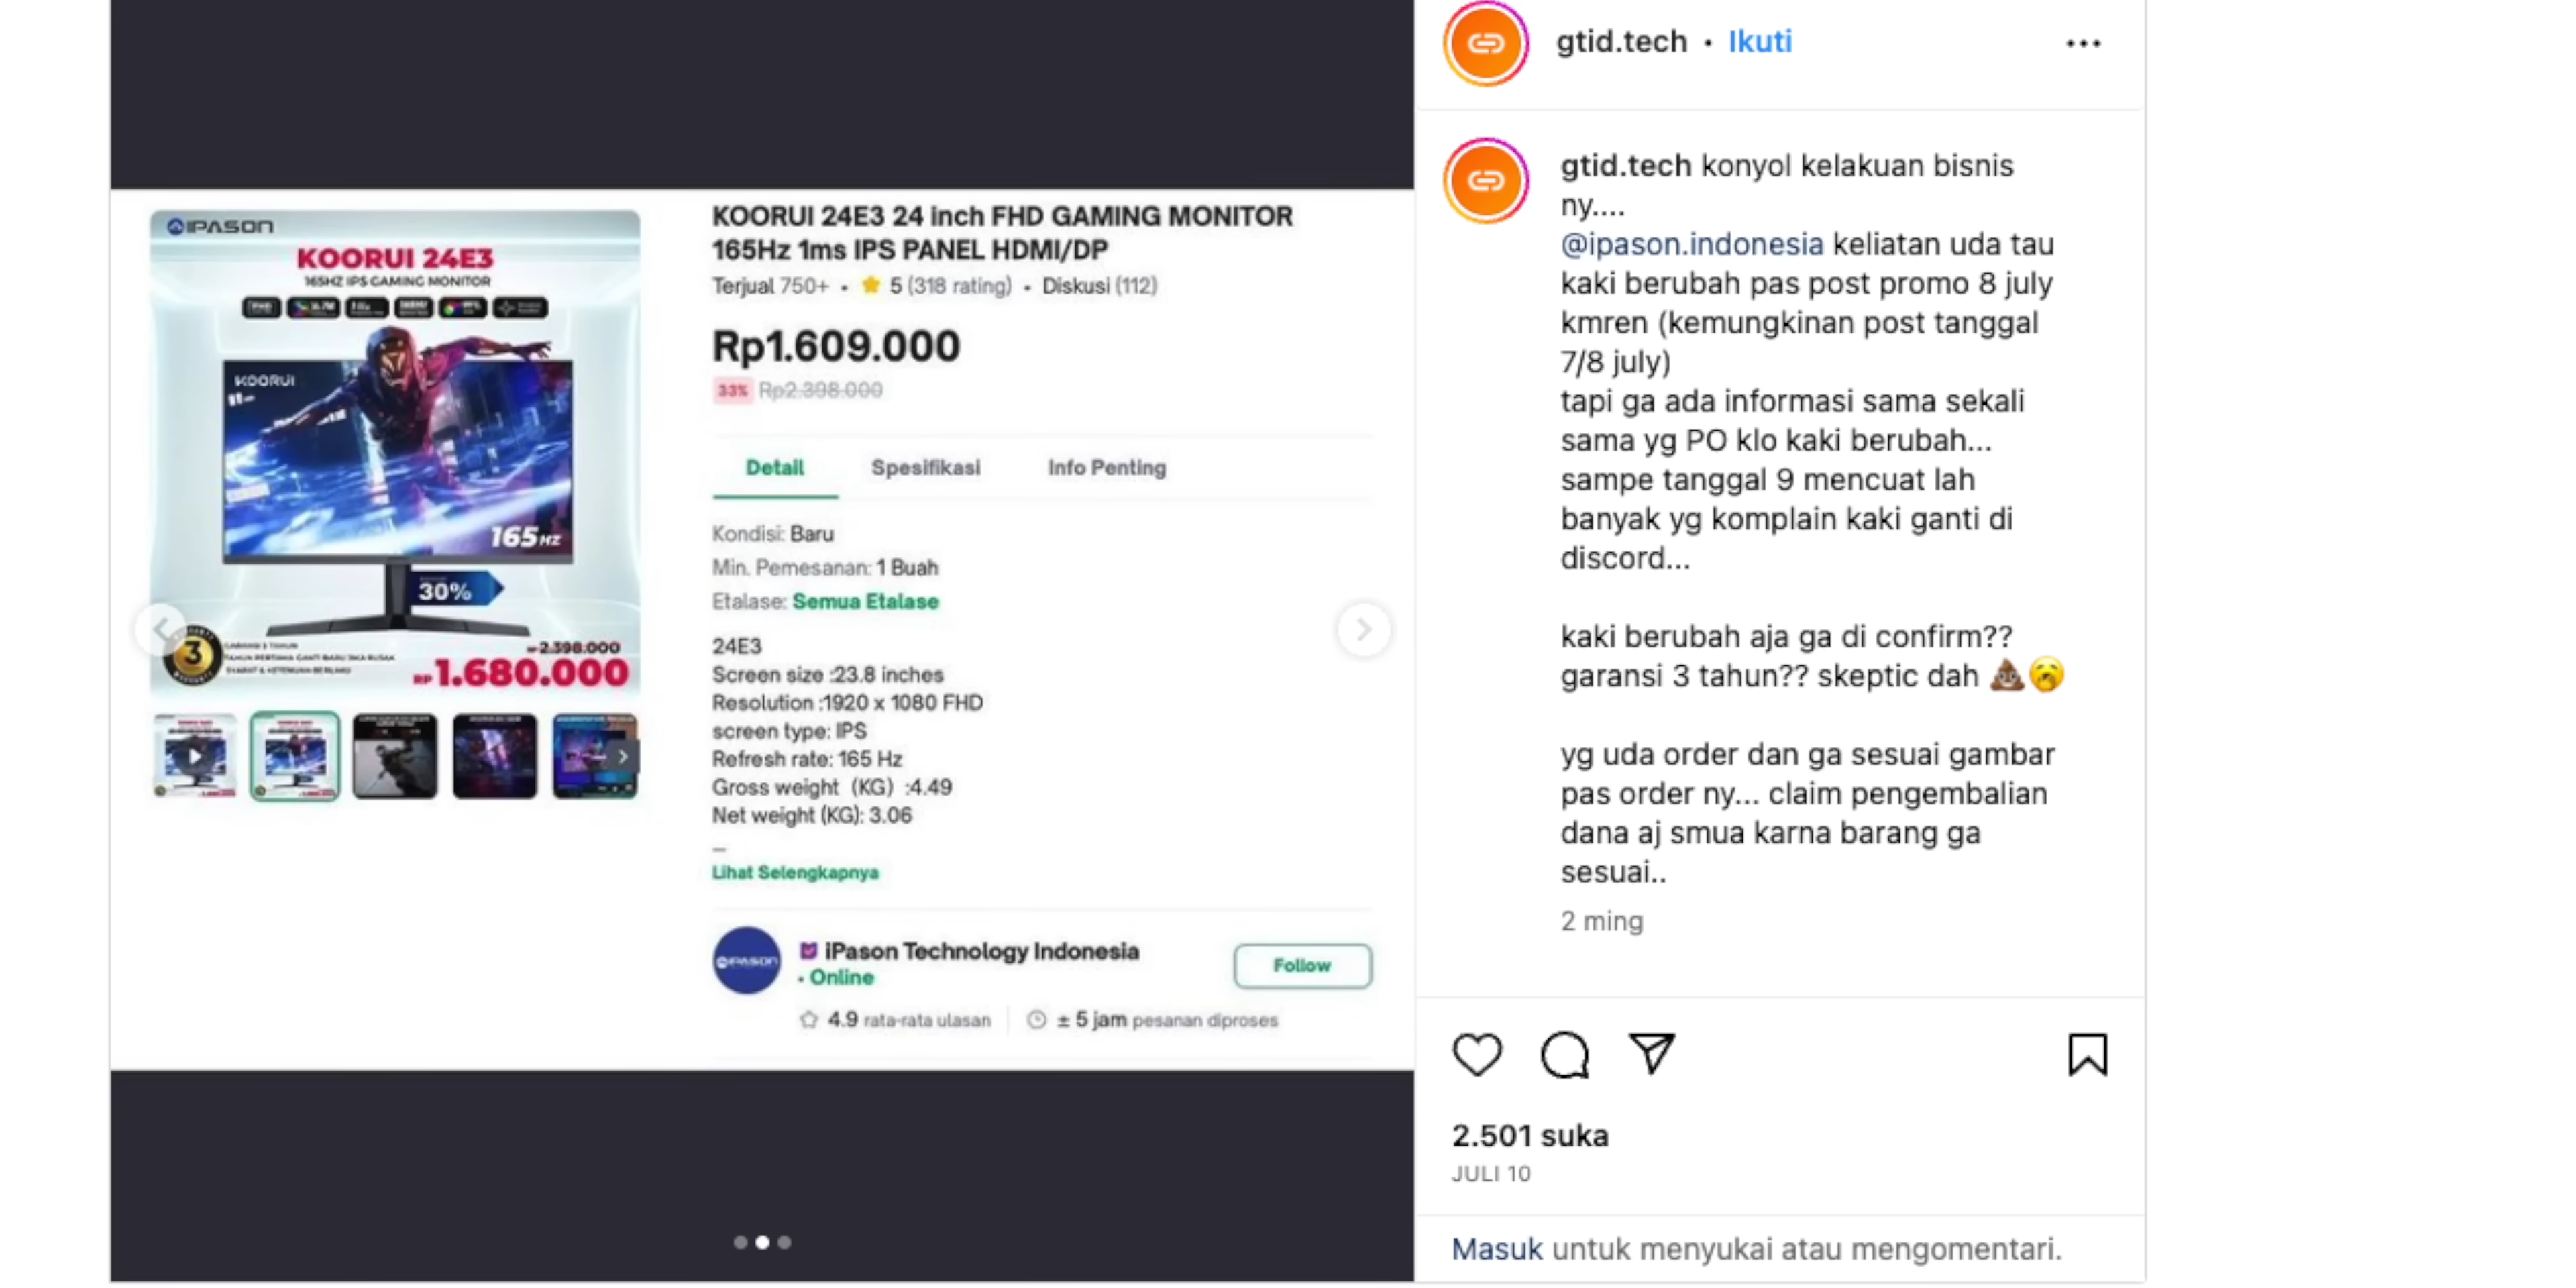 IPASON
KOORUI 24E3
165HZ IPS GAMING MONITOR
KOORUI
165HZ
30%
3
2.398.000
RP1.680.000
KOORUI 24E3 24 inch FHD GAMING MONITOR
165Hz 1ms IPS PANEL HDMI/DP
Terjual 750+ • 5 (318 rating) • Diskusi (112)
Rp1.609.000
33% Rp2.398.000
Detail Spesifikasi Info Penting
Kondisi: Baru
Min. Pemesanan: 1 Buah
Etalase: Semua Etalase
24E3
Screen size :23.8 inches
Resolution :1920 x 1080 FHD
screen type: IPS
Refresh rate: 165 Hz
Gross weight (KG) :4.49
Net weight (KG): 3.06
Lihat Selengkapnya
IPASON
iPason Technology Indonesia
• Online
Follow
4.9 rata-rata ulasan ± 5 jam pesanan diproses
gtid.tech • Ikuti
gtid.tech konyol kelakuan bisnis
ny....
@ipason.indonesia keliatan uda tau
kaki berubah pas post promo 8 july
kmren (kemungkinan post tanggal
7/8 july)
tapi ga ada informasi sama sekali
sama yg PO klo kaki berubah...
sampe tanggal 9 mencuat lah
banyak yg komplain kaki ganti di
discord...
kaki berubah aja ga di confirm??
garansi 3 tahun?? skeptic dah 💩🥱
yg uda order dan ga sesuai gambar
pas order ny... claim pengembalian
dana aj smua karna barang ga
sesuai..
2 ming
2.501 suka
JULI 10
Masuk untuk menyukai atau mengomentari.